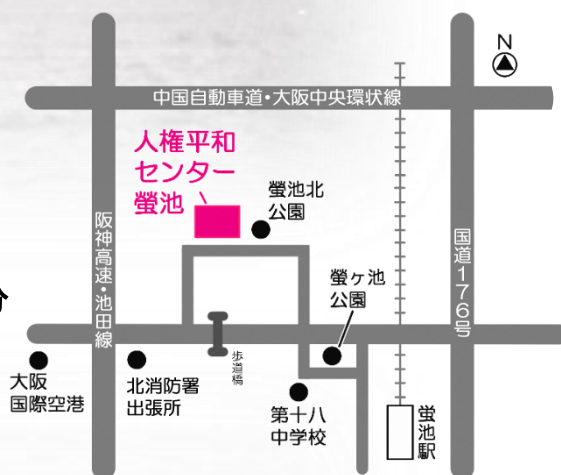 N
中国自動車道・大阪中央環状線
人権平和
センター
螢池
螢池北
公園
阪神高速・池田線
国道176号
分
螢ヶ池
公園
歩道橋
大阪
国際空港
北消防署
出張所
第十八
中学校
螢池駅